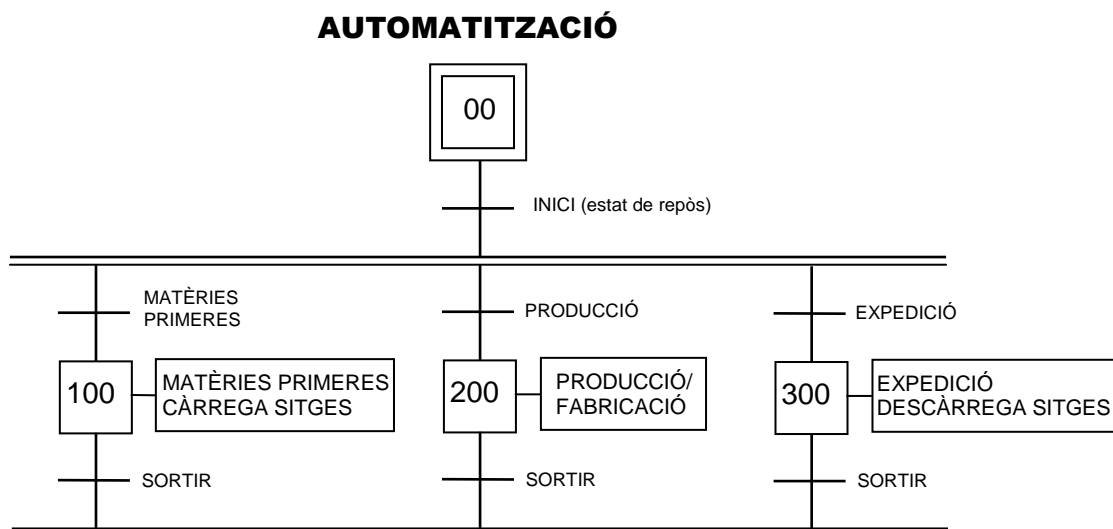 AUTOMATITZACIÓ
00
INICI (estat de repòs)
MATÈRIES
PRIMERES
PRODUCCIÓ
EXPEDICIÓ
100
MATÈRIES PRIMERES
CÀRREGA SITGES
200
PRODUCCIÓ/
FABRICACIÓ
300
EXPEDICIÓ
DESCÀRREGA SITGES
SORTIR
SORTIR
SORTIR